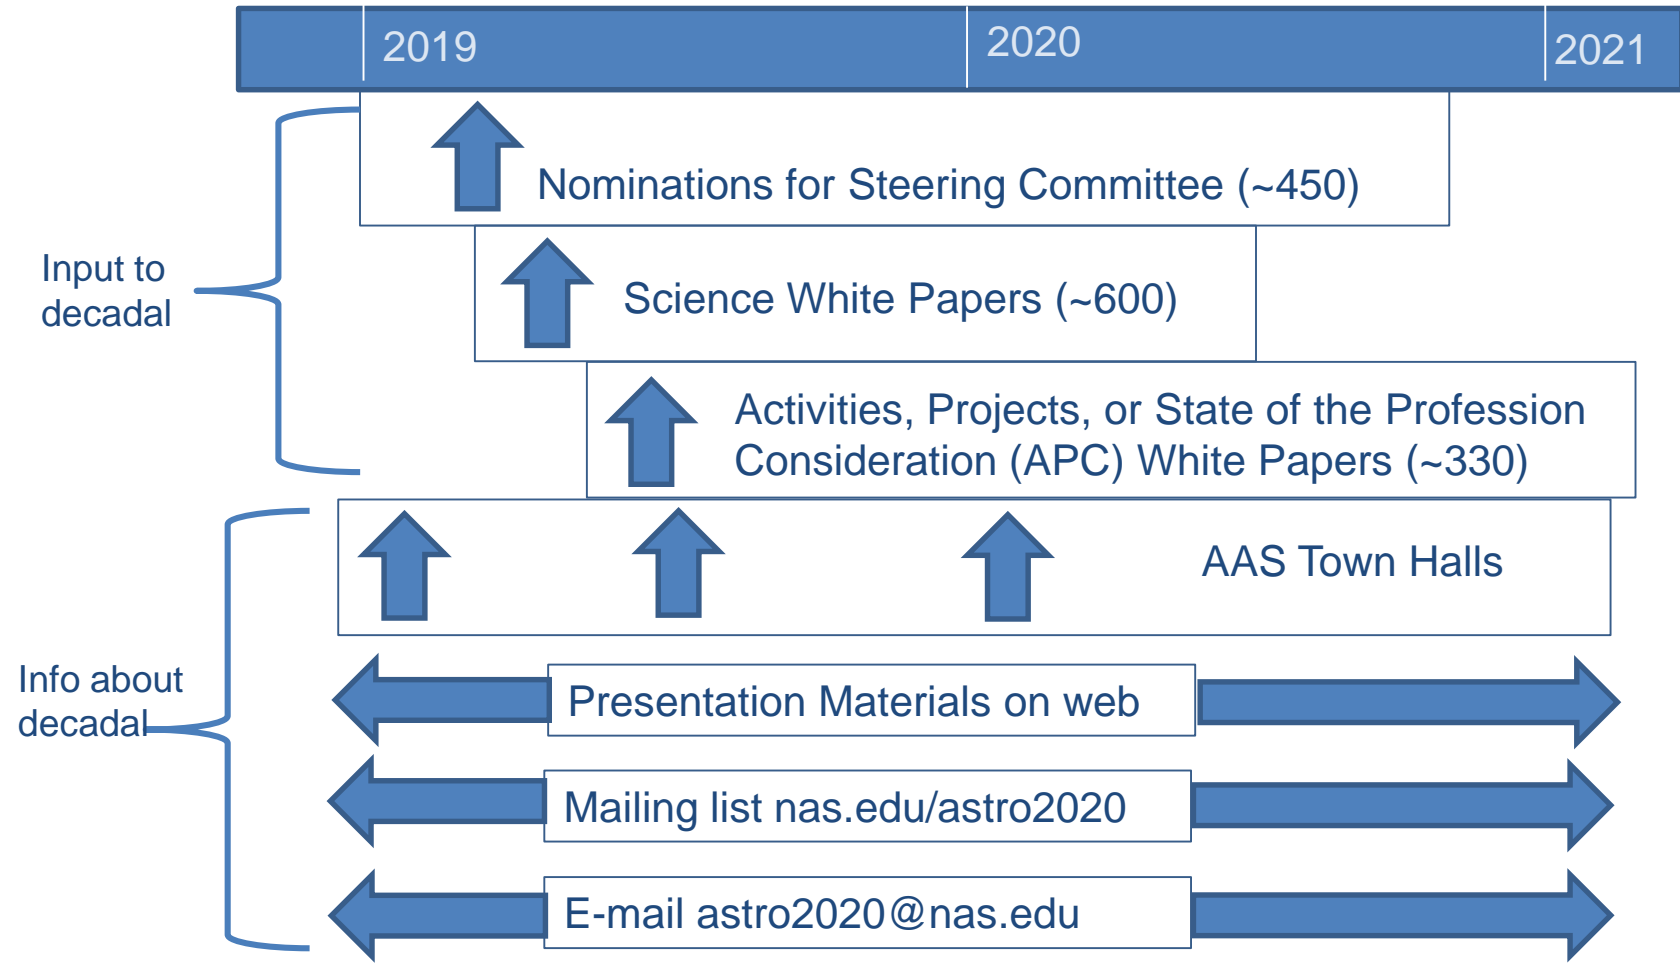 2019
2020
2021
Nominations for Steering Committee (~450)
Input to
decadal
Science White Papers (~600)
Activities, Projects, or State of the Profession
Consideration (APC) White Papers (~330)
AAS Town Halls
Info about
decadal
Presentation Materials on web
Mailing list nas.edu/astro2020
E-mail astro2020@nas.edu